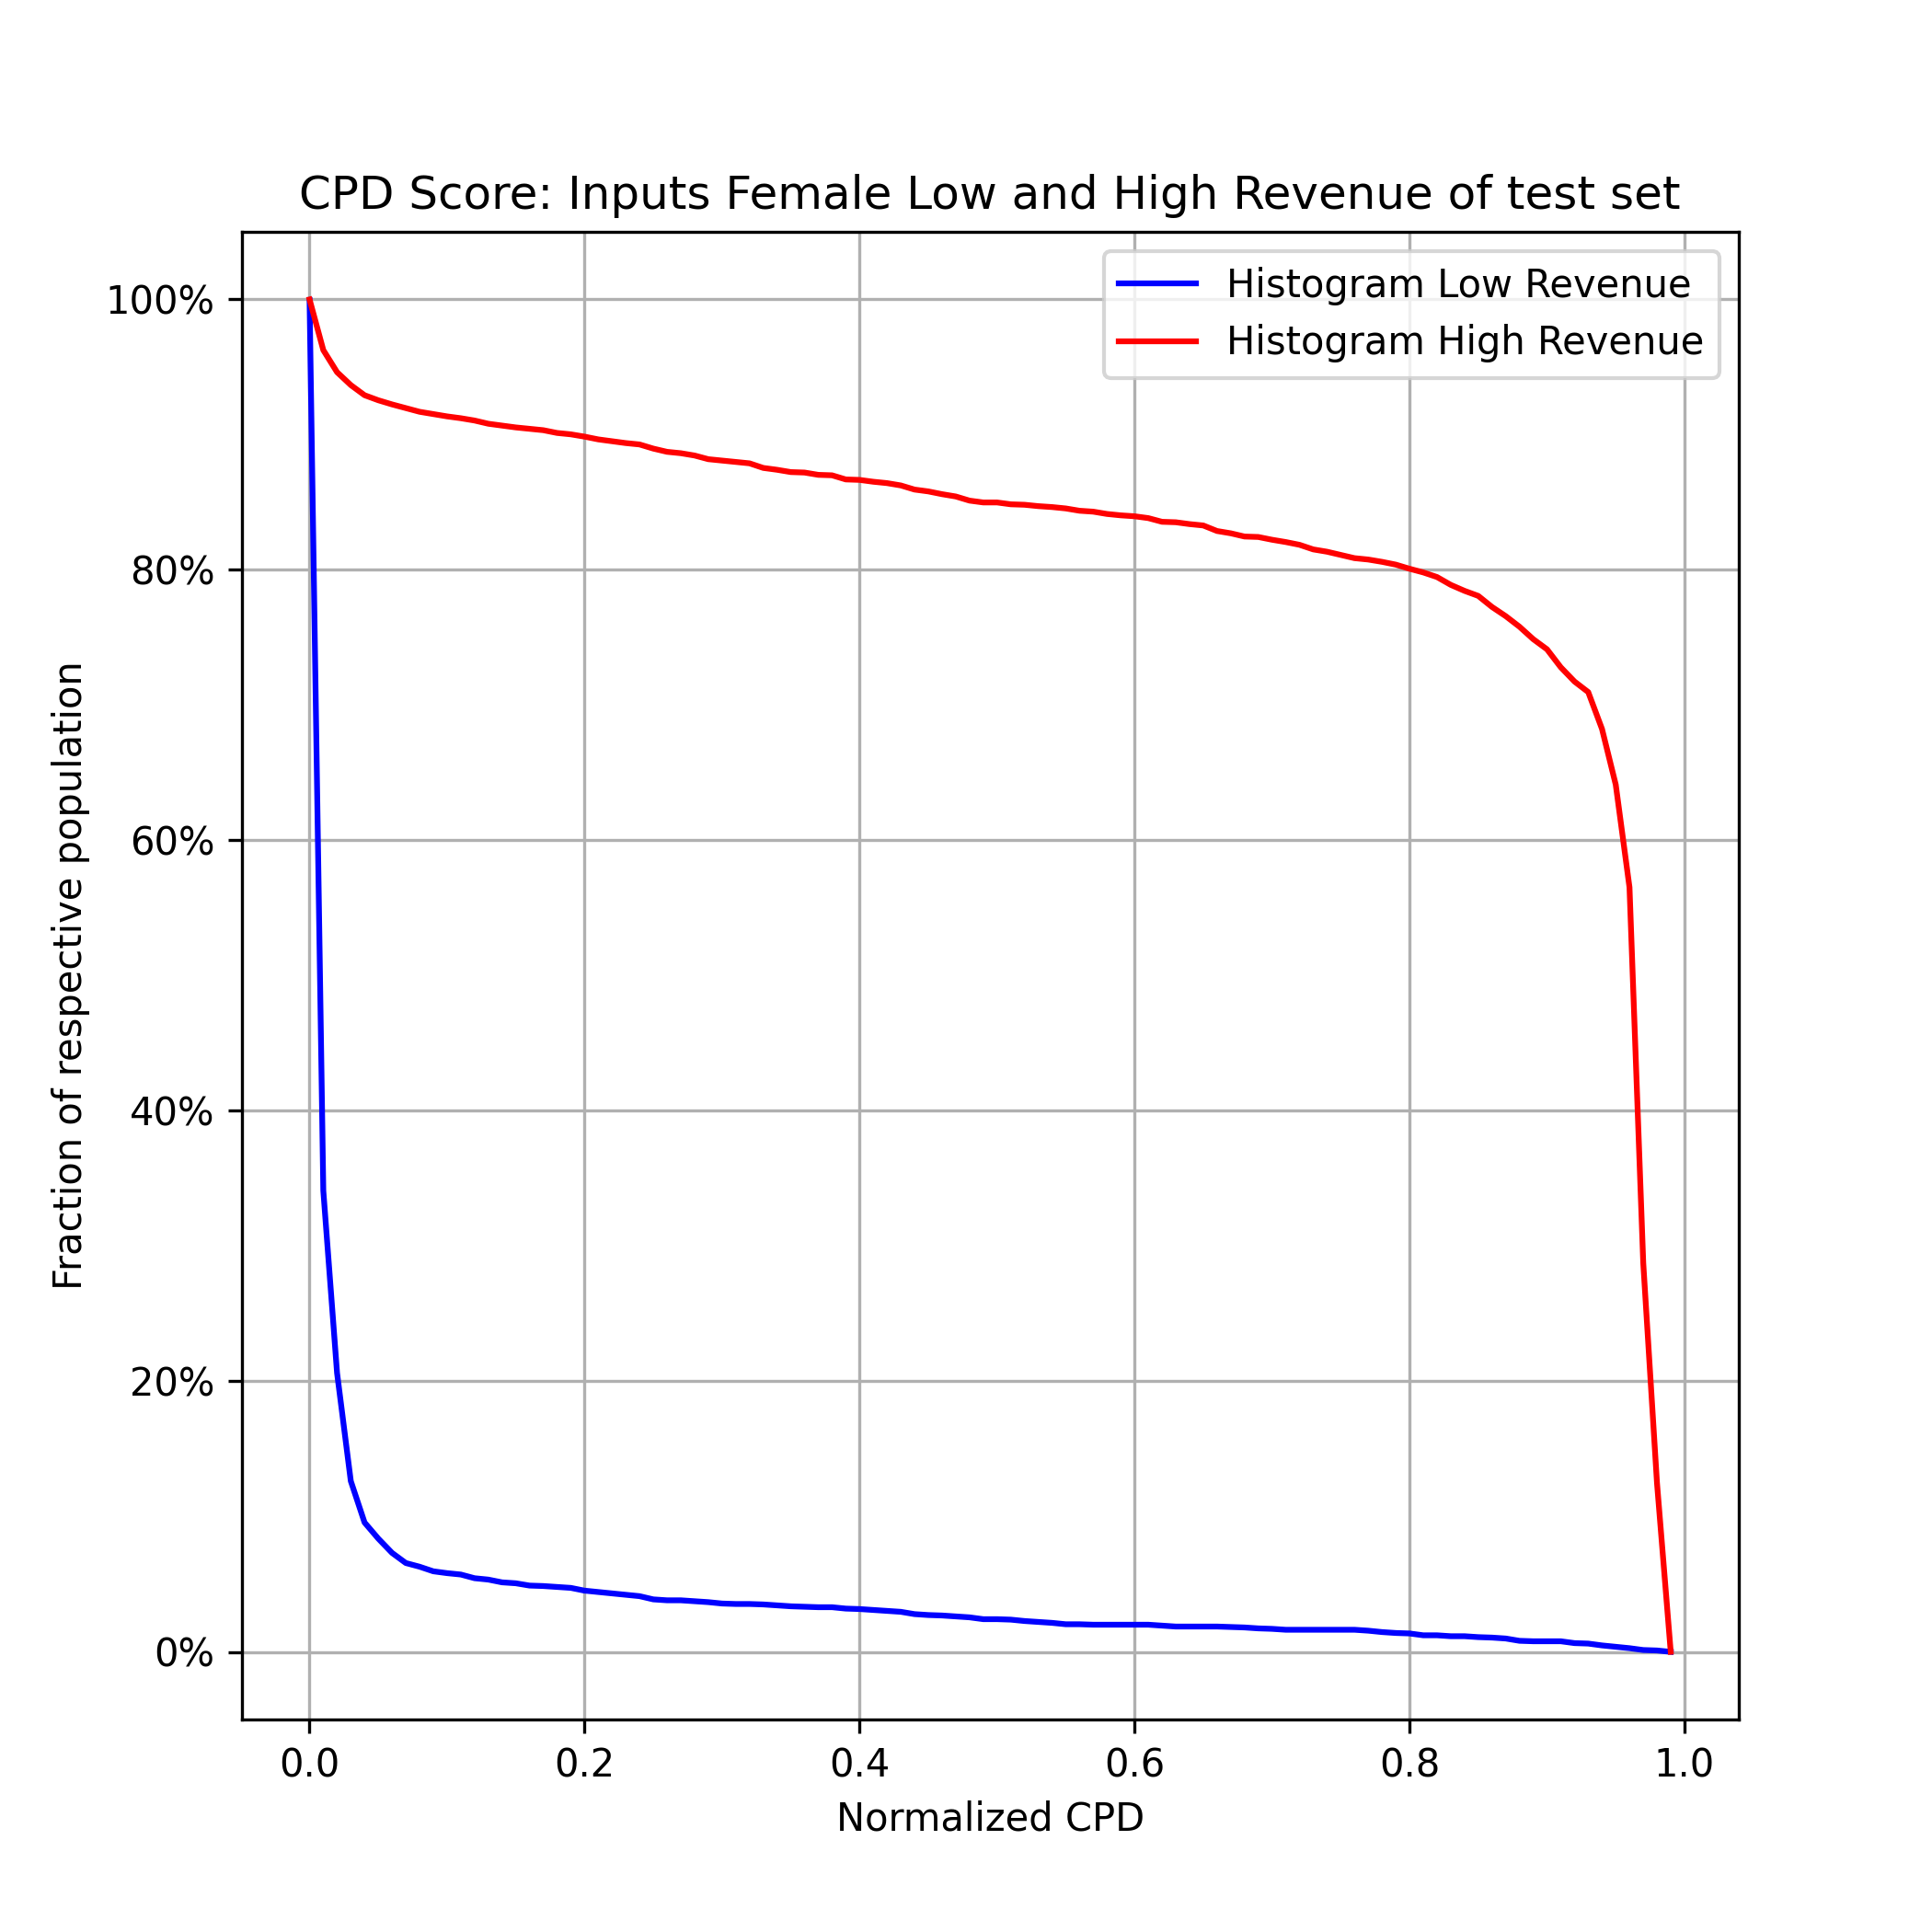 CPD Score: Inputs Female Low and High Revenue of test set
Histogram Low Revenue
Histogram High Revenue
100%
80%
60%
40%
20%
0%
Fraction of respective population
0.0 0.2 0.4 0.6 0.8 1.0
Normalized CPD